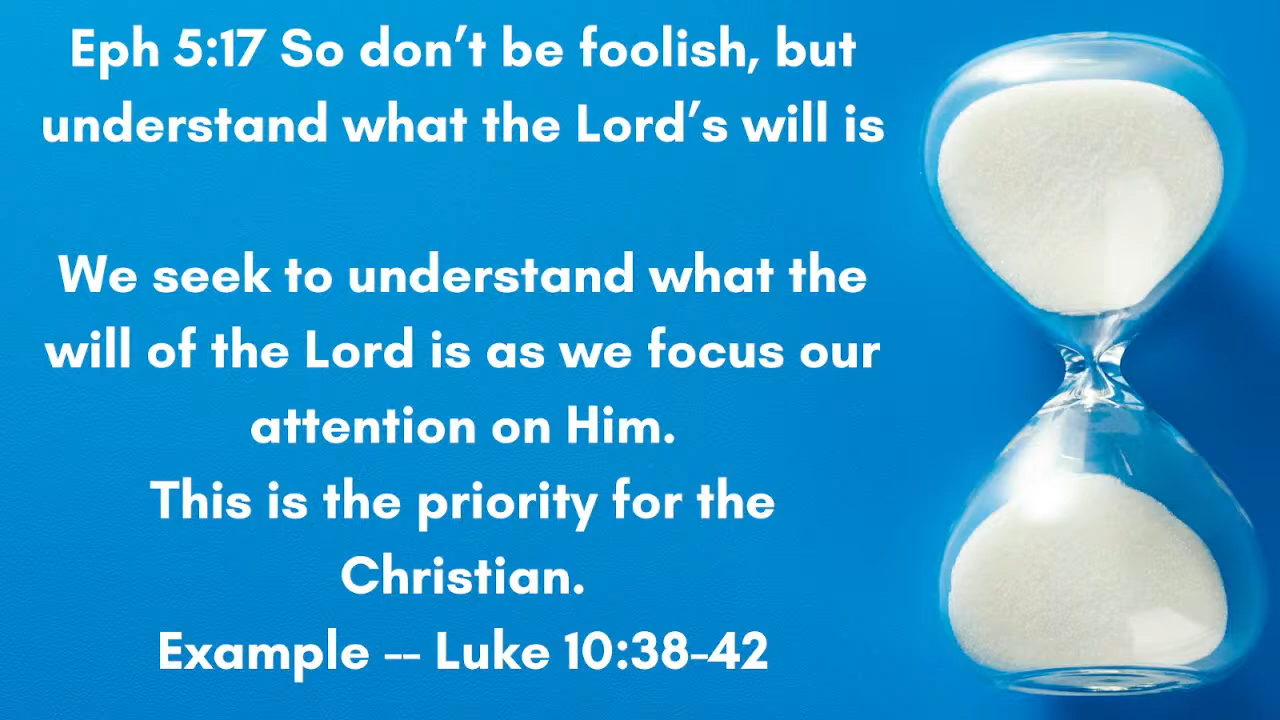 Eph 5:17 So don’t be foolish, but
understand what the Lord’s will is
We seek to understand what the
will of the Lord is as we focus our
attention on Him.
This is the priority for the
Christian.
Example -- Luke 10:38-42